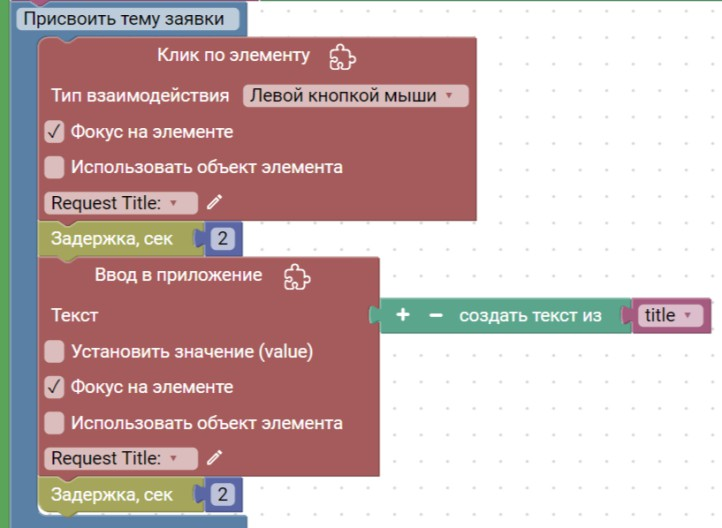 Присвоить тему заявки
Клик по элементу
Тип взаимодействия Левой кнопкой мыши
Фокус на элементе
Использовать объект элемента
Request Title:
Задержка, сек 2
Ввод в приложение
Текст + − создать текст из title
Установить значение (value)
Фокус на элементе
Использовать объект элемента
Request Title:
Задержка, сек 2